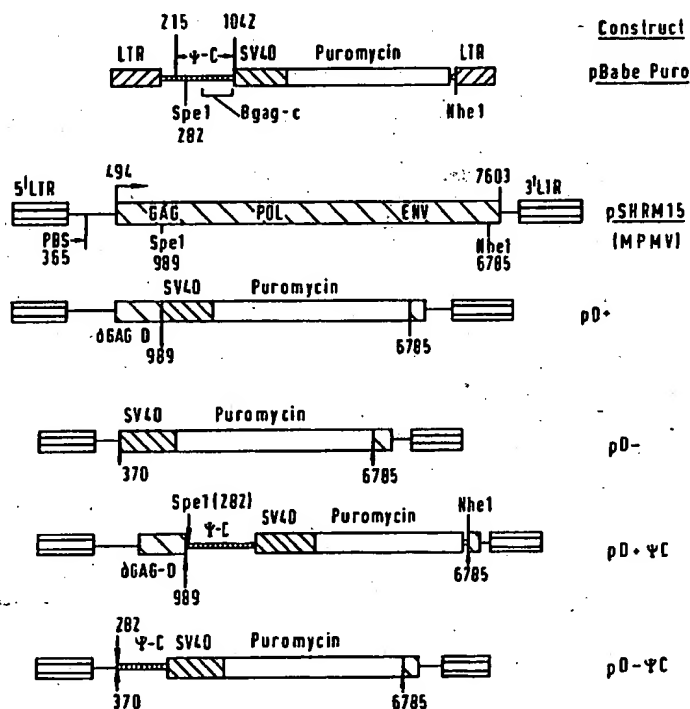 215 1042 Construct
LTR Ψ-C SV40 Puromycin LTR
pBabe Puro
Spe1 Bgag-c Nhe1
282
494 7603
5'LTR 3'LTR
GAG POL ENV pSHRM15
PBS Spe1 Nhe1 (MPMV)
365 989 6785
SV40 Puromycin
pD+
∂GAG D 989 6785
SV40 Puromycin
pD-
370 6785
Spe1(282) Nhe1
Ψ-C SV40 Puromycin
pD+ ΨC
∂GAG-D 6785
989
282 Ψ-C SV40 Puromycin
pD-ΨC
370 6785